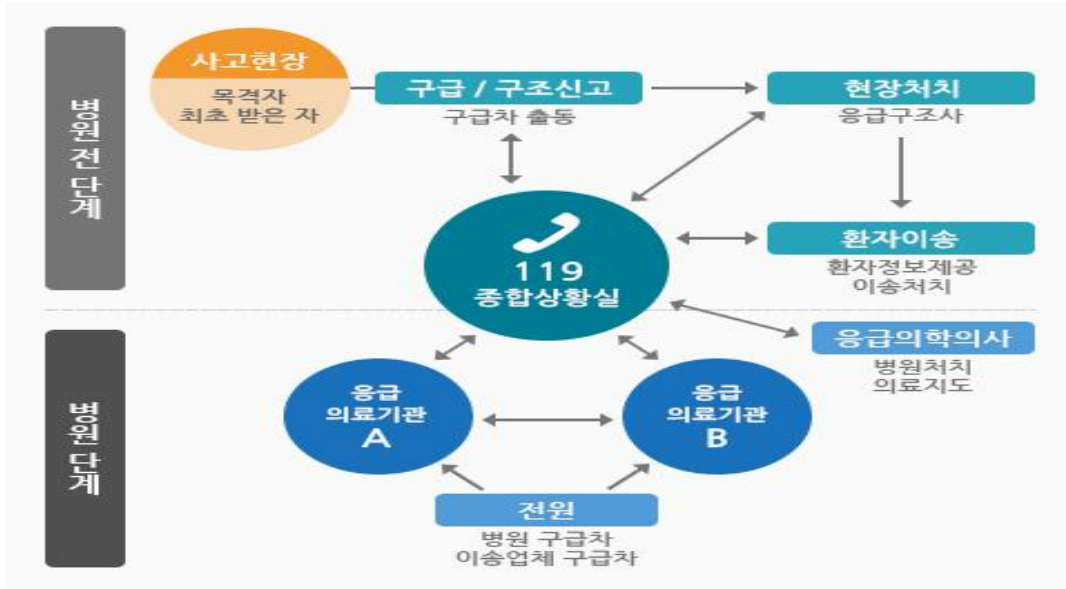 병원 전 단계
사고현장
목격자
최초 받은 자
구급 / 구조신고
구급차 출동
현장처치
응급구조사
119
종합상황실
환자이송
환자정보제공
이송처치
병원 단계
응급의학의사
병원처치
의료지도
응급
의료기관
A
응급
의료기관
B
전원
병원 구급차
이송업체 구급차